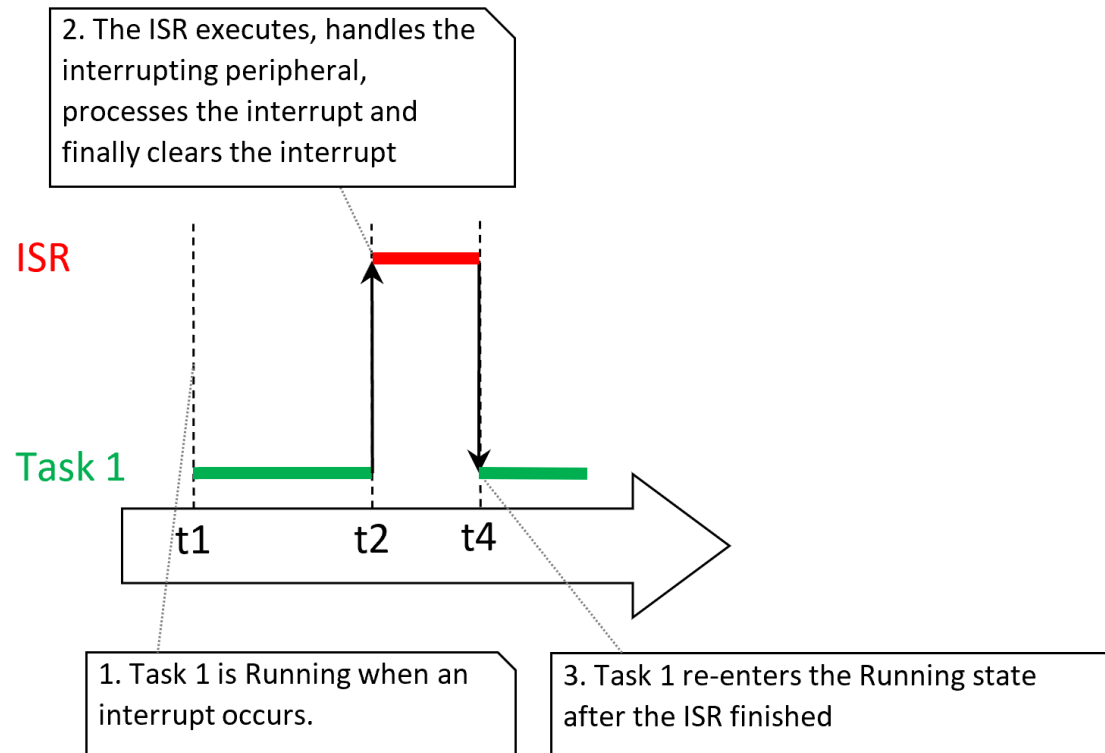 2. The ISR executes, handles the
interrupting peripheral,
processes the interrupt and
finally clears the interrupt
ISR
Task 1
t1
t2
t4
1. Task 1 is Running when an
interrupt occurs.
3. Task 1 re-enters the Running state
after the ISR finished